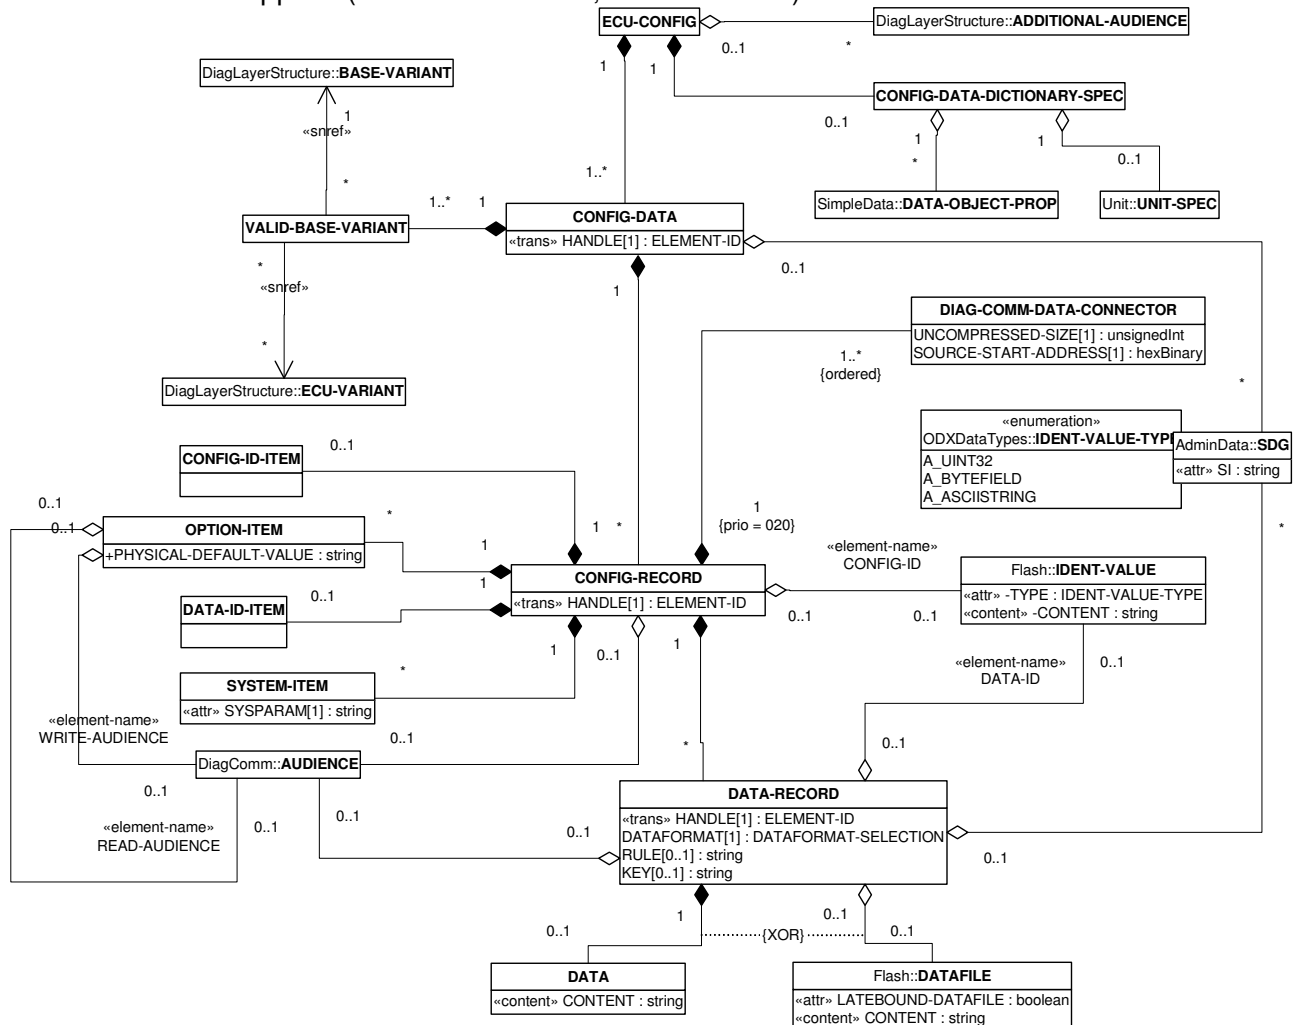 ECU-CONFIG
DiagLayerStructure::ADDITIONAL-AUDIENCE
0..1
*
1
1
DiagLayerStructure::BASE-VARIANT
CONFIG-DATA-DICTIONARY-SPEC
0..1
1
«snref»
1
*
1
0..1
1..*
*
SimpleData::DATA-OBJECT-PROP
Unit::UNIT-SPEC
1..*
1
CONFIG-DATA
«trans» HANDLE[1] : ELEMENT-ID
VALID-BASE-VARIANT
*
«snref»
*
0..1
1
DIAG-COMM-DATA-CONNECTOR
UNCOMPRESSED-SIZE[1] : unsignedInt
SOURCE-START-ADDRESS[1] : hexBinary
1..*
{ordered}
DiagLayerStructure::ECU-VARIANT
*
«enumeration»
ODXDataTypes::IDENT-VALUE-TYPE
A_UINT32
A_BYTEFIELD
A_ASCIISTRING
AdminData::SDG
«attr» SI : string
CONFIG-ID-ITEM
0..1
0..1
0..1
OPTION-ITEM
+PHYSICAL-DEFAULT-VALUE : string
*
1
*
1
{prio = 020}
*
1
1
«element-name»
CONFIG-ID
CONFIG-RECORD
«trans» HANDLE[1] : ELEMENT-ID
Flash::IDENT-VALUE
«attr» -TYPE : IDENT-VALUE-TYPE
«content» -CONTENT : string
DATA-ID-ITEM
0..1
0..1
0..1
1
0..1
1
«element-name»
DATA-ID
0..1
SYSTEM-ITEM
«attr» SYSPARAM[1] : string
*
«element-name»
WRITE-AUDIENCE
0..1
*
0..1
DiagComm::AUDIENCE
0..1
0..1
0..1
«element-name»
READ-AUDIENCE
0..1
DATA-RECORD
«trans» HANDLE[1] : ELEMENT-ID
DATAFORMAT[1] : DATAFORMAT-SELECTION
RULE[0..1] : string
KEY[0..1] : string
0..1
1
0..1
0..1
{XOR}
0..1
DATA
«content» CONTENT : string
Flash::DATAFILE
«attr» LATEBOUND-DATAFILE : boolean
«content» CONTENT : string